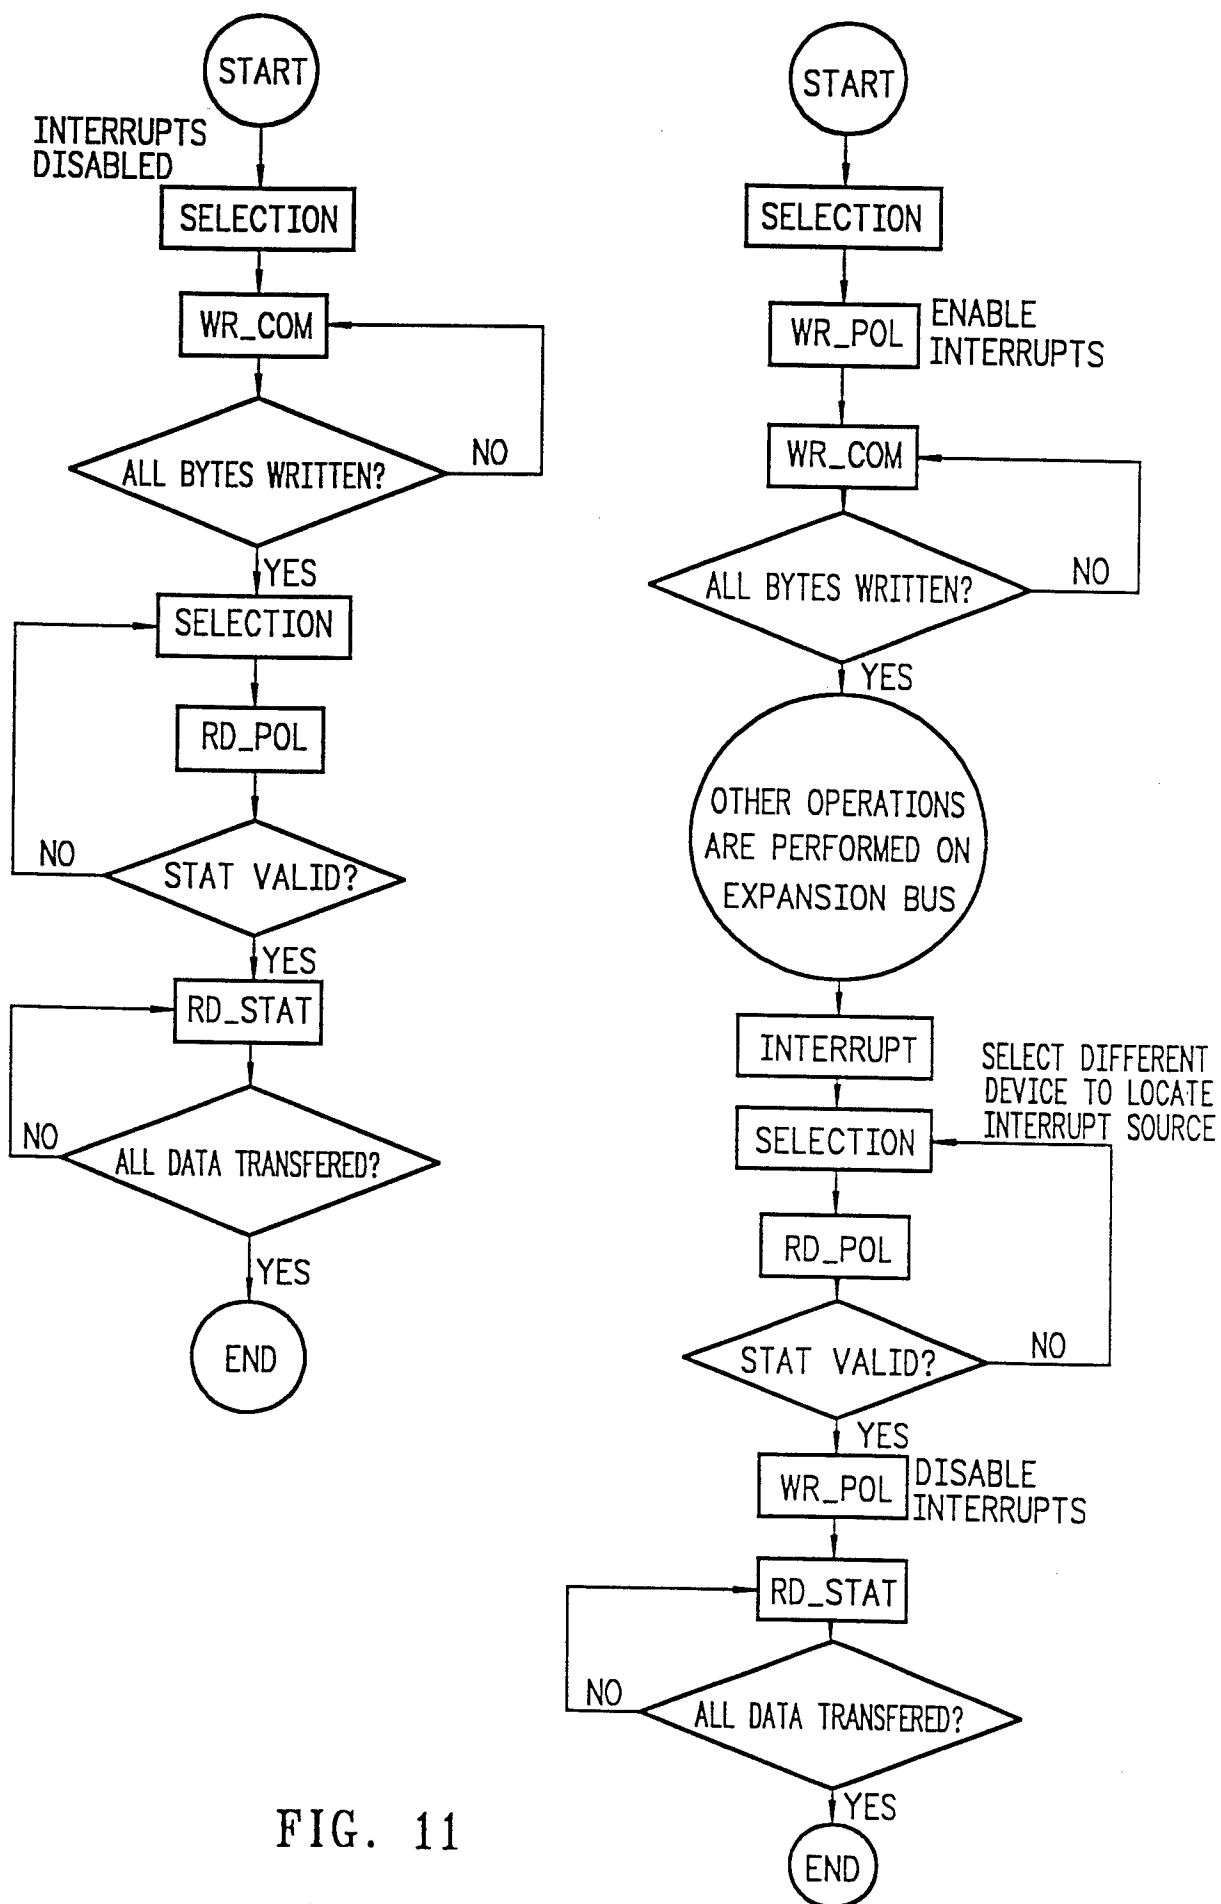 START
INTERRUPTS
DISABLED
SELECTION
WR_COM
ALL BYTES WRITTEN?
NO
YES
SELECTION
RD_POL
STAT VALID?
NO
YES
RD_STAT
ALL DATA TRANSFERED?
NO
YES
END
START
SELECTION
WR_POL
ENABLE
INTERRUPTS
WR_COM
ALL BYTES WRITTEN?
NO
YES
OTHER OPERATIONS
ARE PERFORMED ON
EXPANSION BUS
INTERRUPT
SELECT DIFFERENT
DEVICE TO LOCATE
INTERRUPT SOURCE
SELECTION
RD_POL
STAT VALID?
NO
YES
WR_POL
DISABLE
INTERRUPTS
RD_STAT
ALL DATA TRANSFERED?
NO
YES
END
FIG. 11